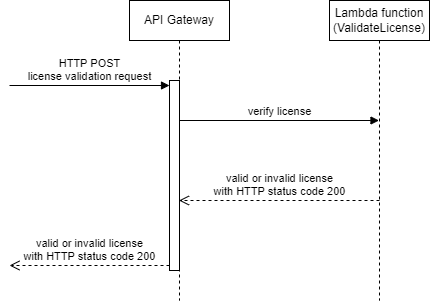 API Gateway
Lambda function
(ValidateLicense)
HTTP POST
license validation request
verify license
valid or invalid license
with HTTP status code 200
valid or invalid license
with HTTP status code 200